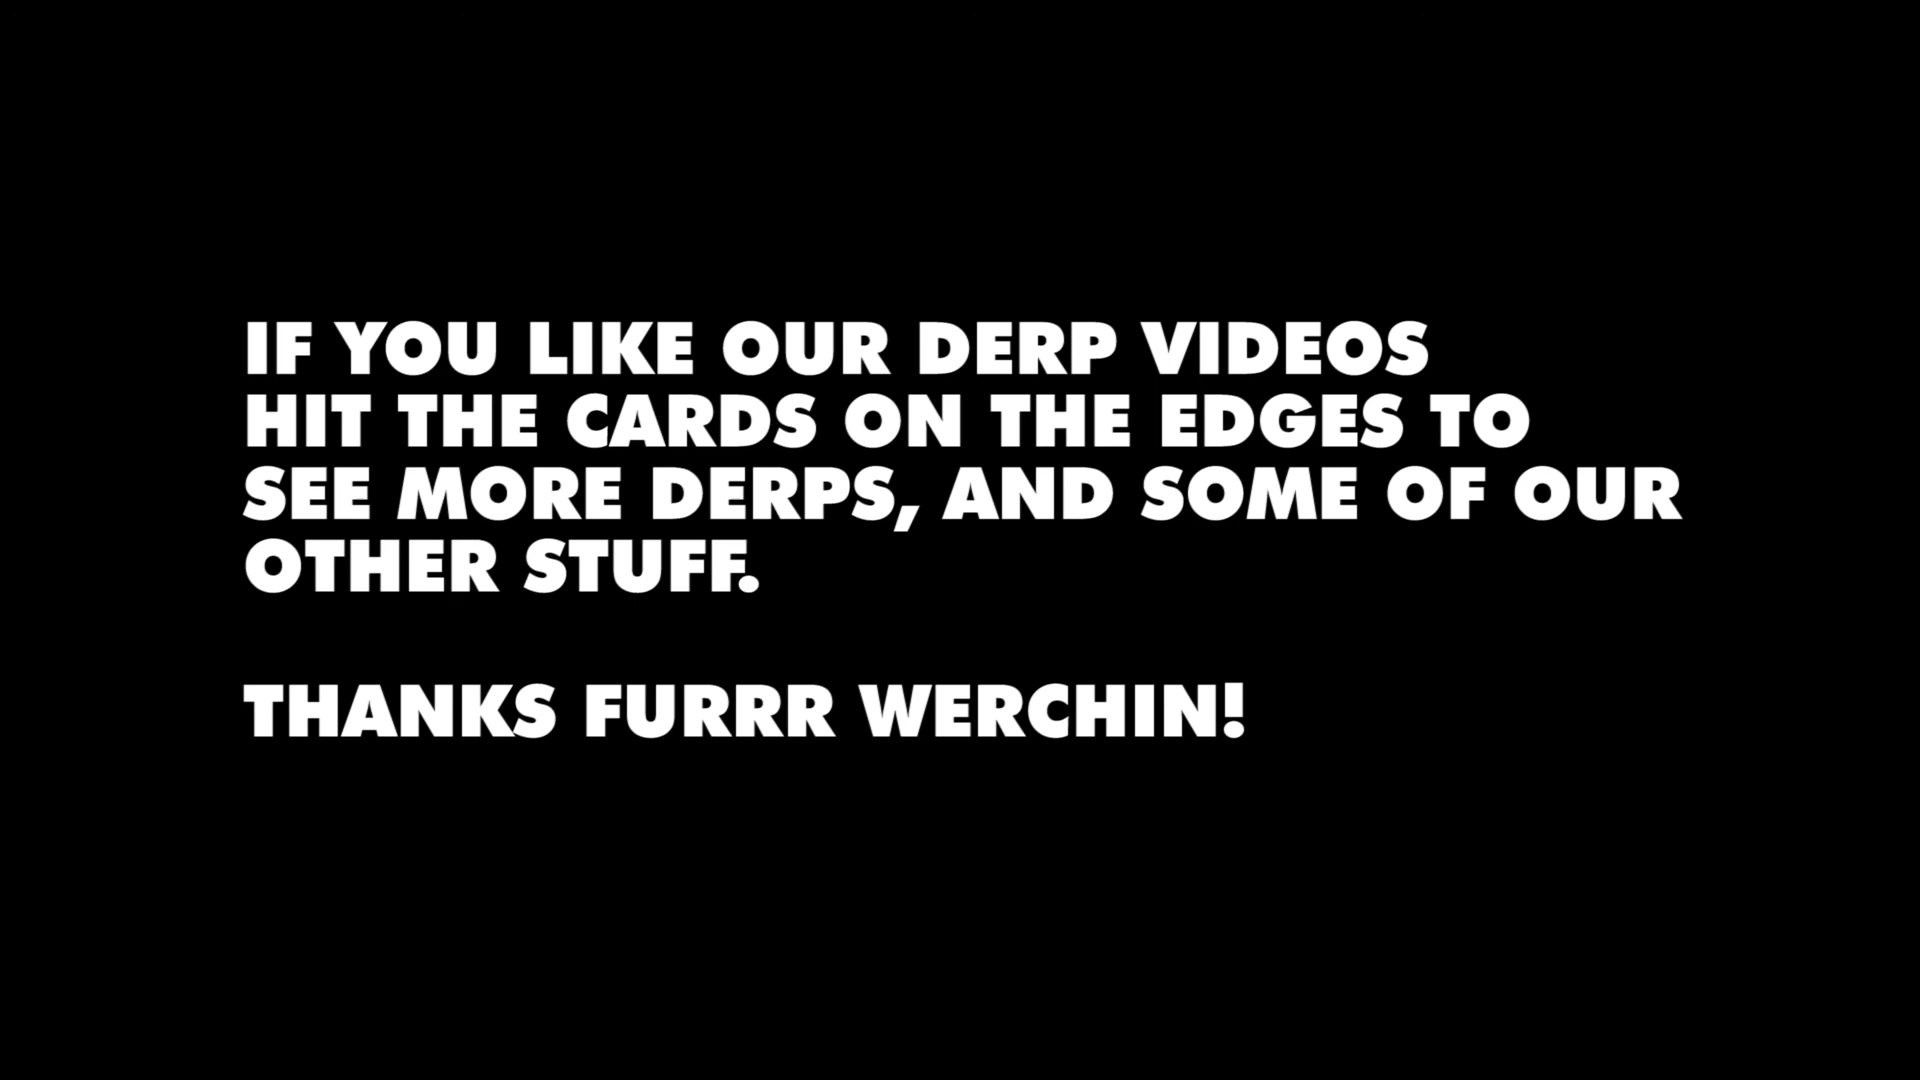 IF YOU LIKE OUR DERP VIDEOS
HIT THE CARDS ON THE EDGES TO
SEE MORE DERPS, AND SOME OF OUR
OTHER STUFF.
THANKS FURRR WERCHIN!